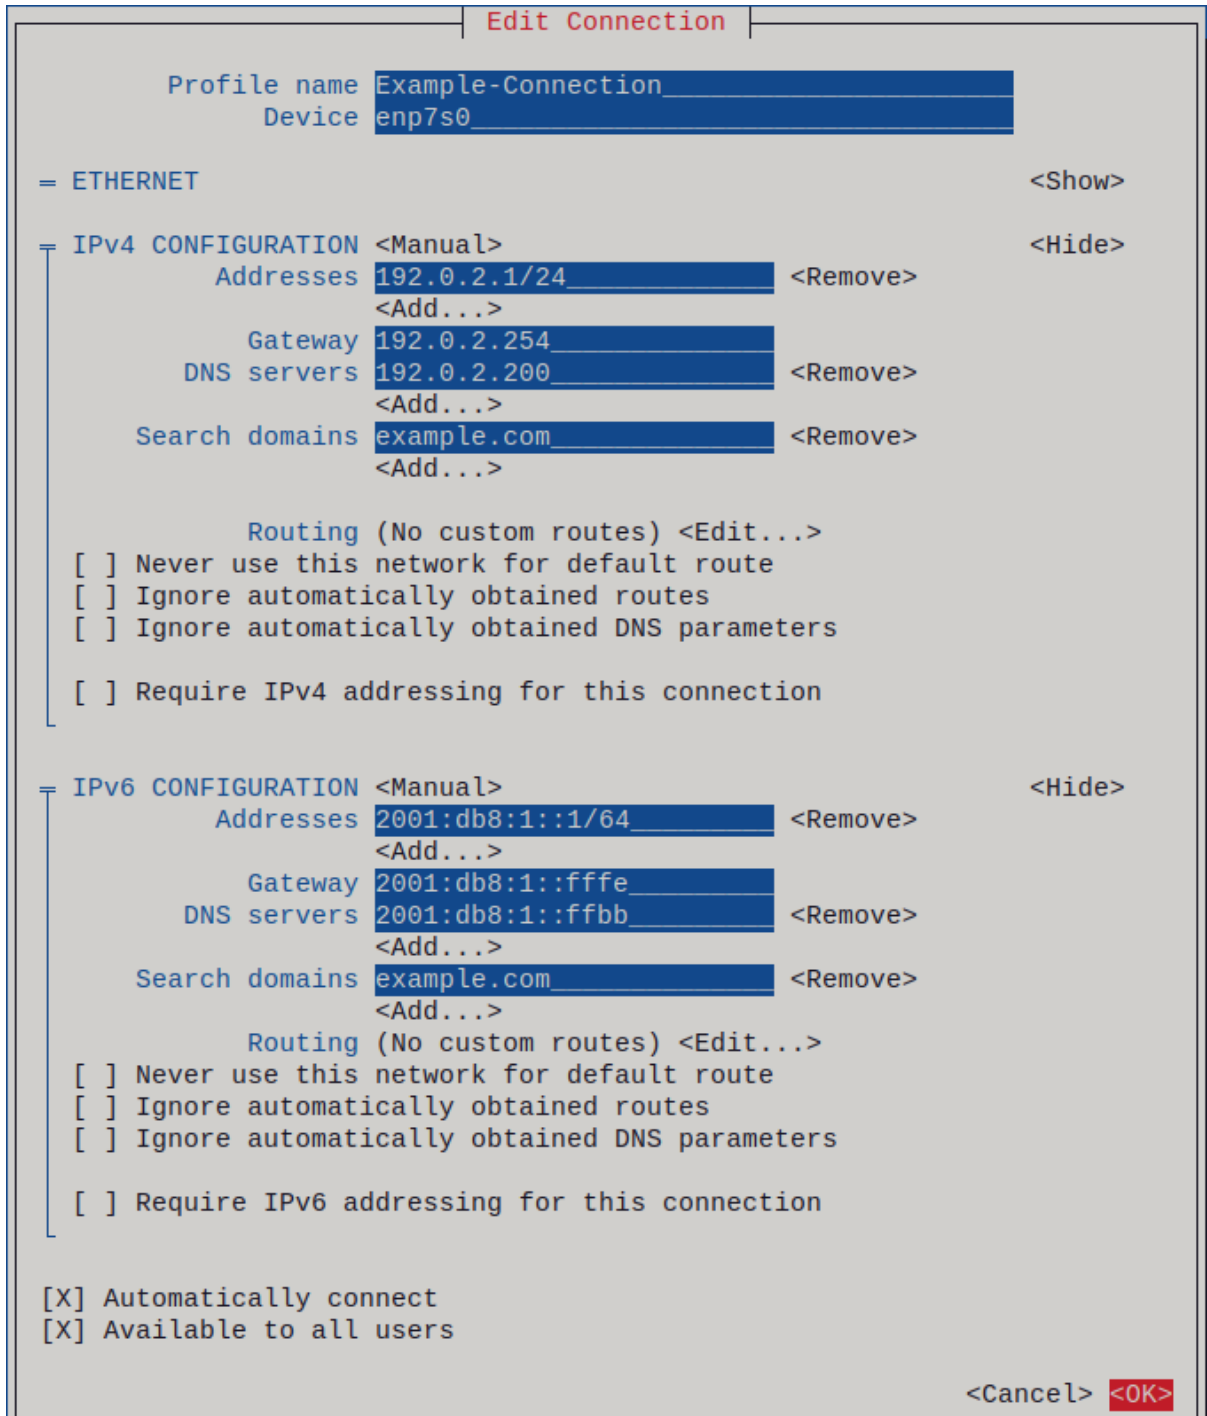 Edit Connection
Profile name Example-Connection
Device enp7s0
= ETHERNET <Show>
IPv4 CONFIGURATION <Manual> <Hide>
Addresses 192.0.2.1/24 <Remove>
<Add...>
Gateway 192.0.2.254
DNS servers 192.0.2.200 <Remove>
<Add...>
Search domains example.com <Remove>
<Add...>
Routing (No custom routes) <Edit...>
[ ] Never use this network for default route
[ ] Ignore automatically obtained routes
[ ] Ignore automatically obtained DNS parameters
[ ] Require IPv4 addressing for this connection
IPv6 CONFIGURATION <Manual> <Hide>
Addresses 2001:db8:1::1/64 <Remove>
<Add...>
Gateway 2001:db8:1::fffe
DNS servers 2001:db8:1::ffbb <Remove>
<Add...>
Search domains example.com <Remove>
<Add...>
Routing (No custom routes) <Edit...>
[ ] Never use this network for default route
[ ] Ignore automatically obtained routes
[ ] Ignore automatically obtained DNS parameters
[ ] Require IPv6 addressing for this connection
[X] Automatically connect
[X] Available to all users
<Cancel> <OK>